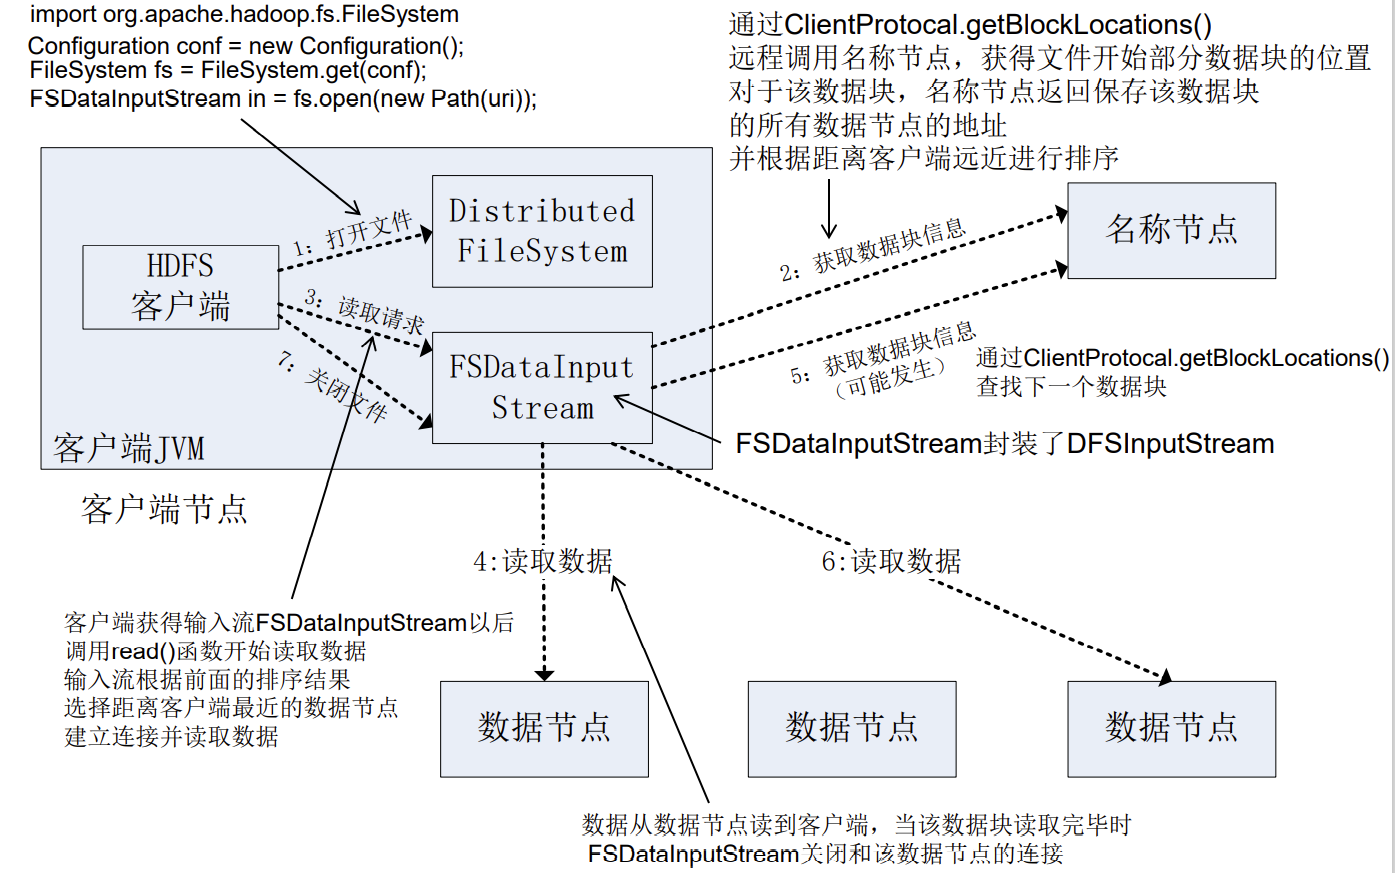 import org.apache.hadoop.fs.FileSystem
Configuration conf = new Configuration();
FileSystem fs = FileSystem.get(conf);
FSDataInputStream in = fs.open(new Path(uri));
通过ClientProtocal.getBlockLocations()
远程调用名称节点，获得文件开始部分数据块的位置
对于该数据块，名称节点返回保存该数据块
的所有数据节点的地址
并根据距离客户端远近进行排序
Distributed
FileSystem
1：打开文件
HDFS
客户端
3：读取请求
7：关闭文件
FSDataInput
Stream
2：获取数据块信息
名称节点
5：获取数据块信息
（可能发生）
通过ClientProtocal.getBlockLocations()
查找下一个数据块
FSDataInputStream封装了DFSInputStream
客户端JVM
客户端节点
4:读取数据
6:读取数据
客户端获得输入流FSDataInputStream以后
调用read()函数开始读取数据
输入流根据前面的排序结果
选择距离客户端最近的数据节点
建立连接并读取数据
数据节点
数据节点
数据节点
数据从数据节点读到客户端，当该数据块读取完毕时
FSDataInputStream关闭和该数据节点的连接